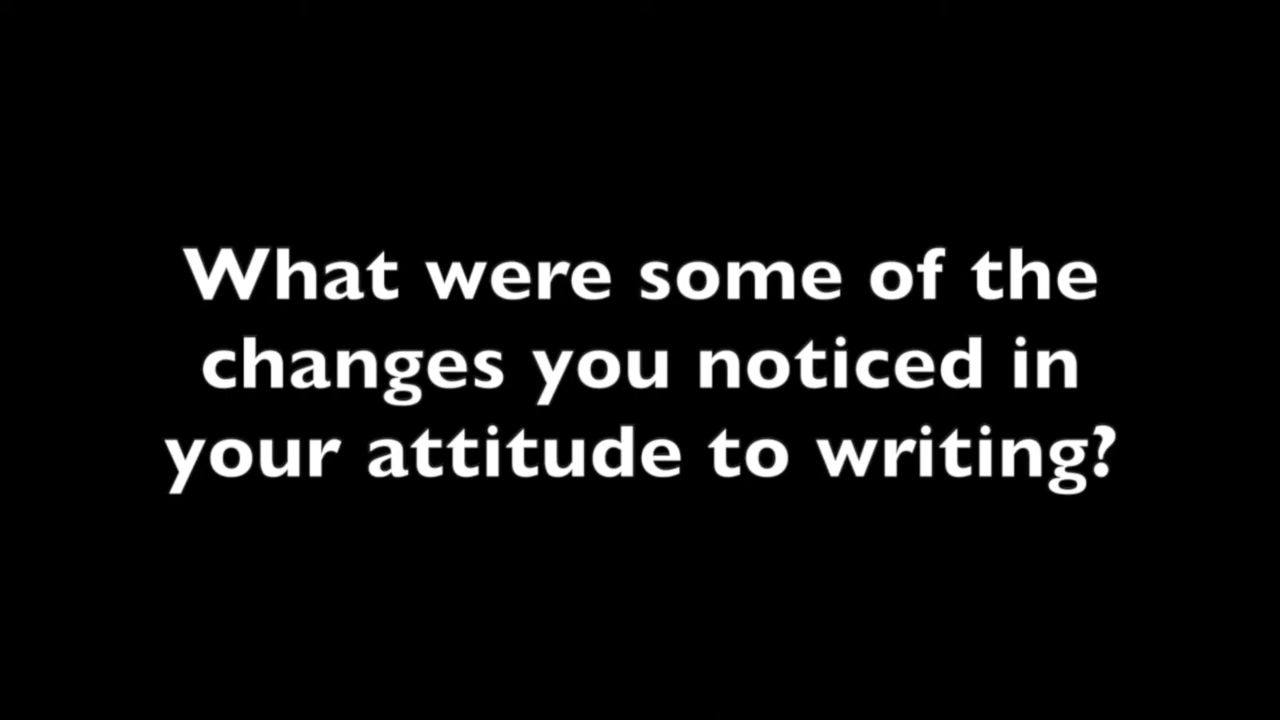 What were some of the
changes you noticed in
your attitude to writing?